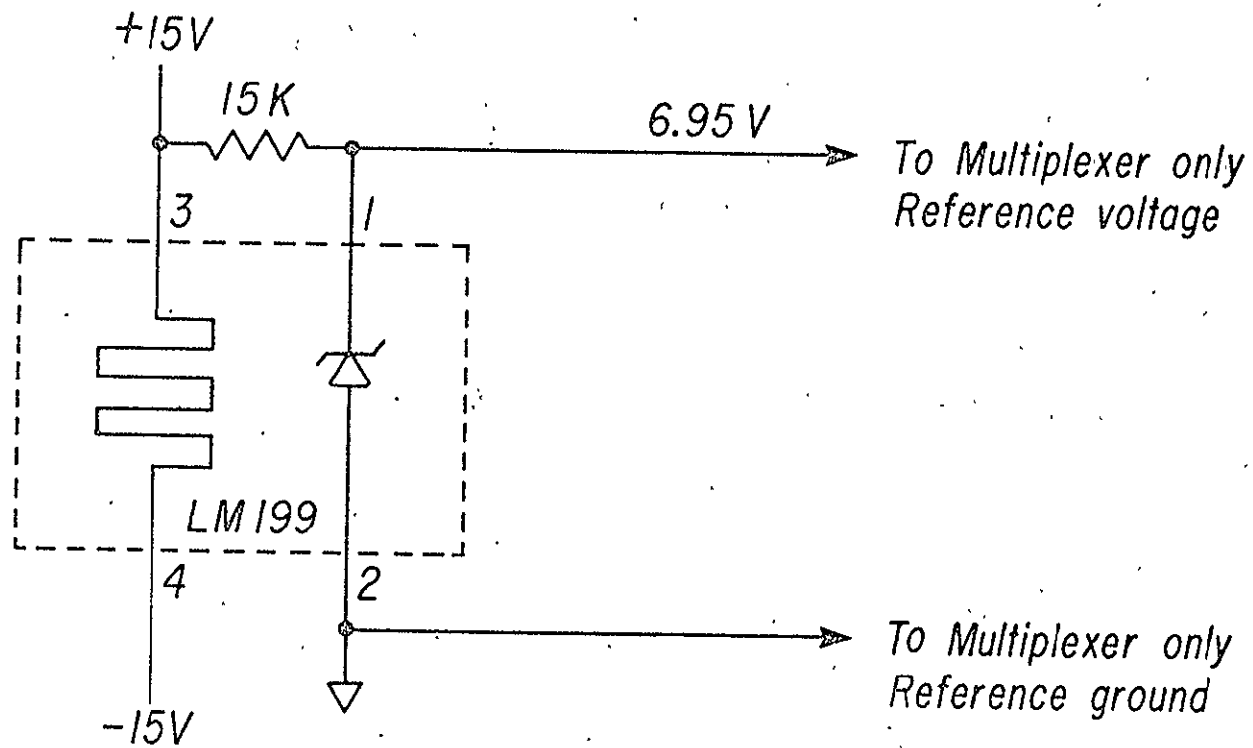 +15V
15K
6.95 V
To Multiplexer only
Reference voltage
3
1
LM199
4
2
To Multiplexer only
Reference ground
-15V